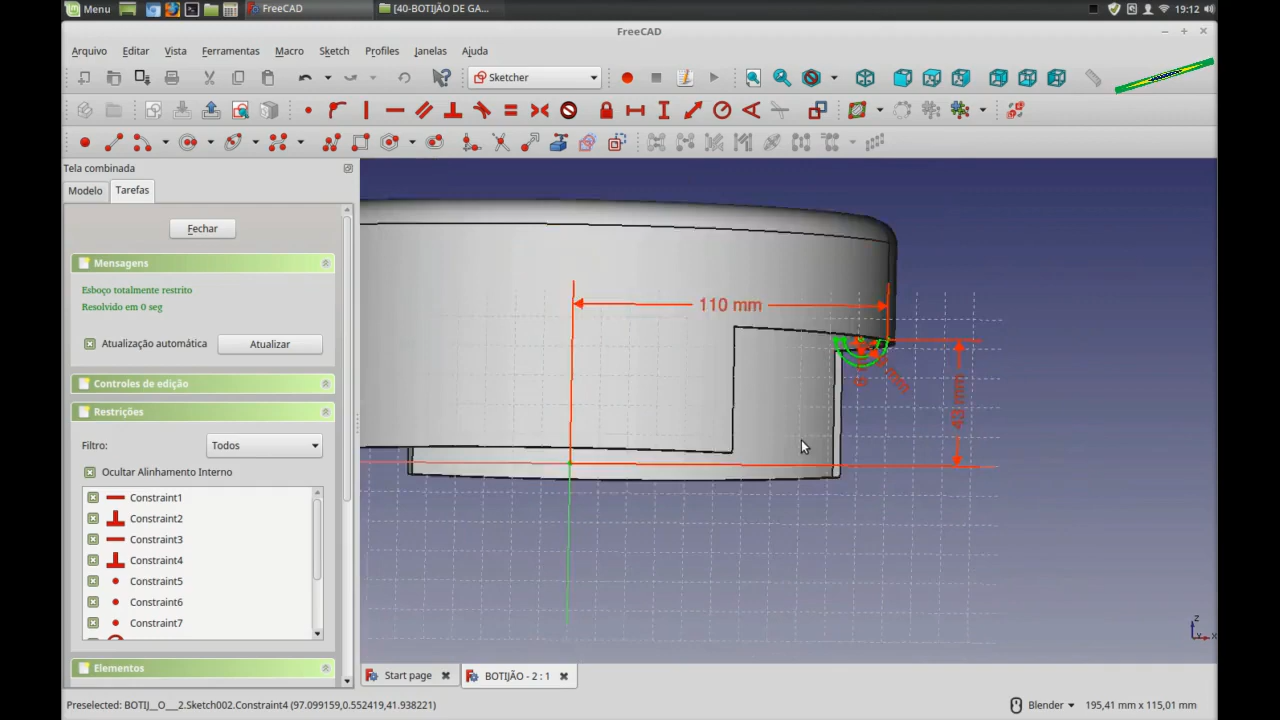 Menu
FreeCAD
[40-BOTIJÃO DE GA...
19:12
FreeCAD
Arquivo Editar Vista Ferramentas Macro Sketch Profiles Janelas Ajuda
Sketcher
Tela combinada
Modelo Tarefas
Fechar
Mensagens
Esboço totalmente restrito
Resolvido em 0 seg
Atualização automática Atualizar
Controles de edição
Restrições
Filtro: Todos
Ocultar Alinhamento Interno
Constraint1
Constraint2
Constraint3
Constraint4
Constraint5
Constraint6
Constraint7
Elementos
110 mm
mm
43 mm
Z
X
Start page
BOTIJÃO - 2 : 1
Preselected: BOTIJ__O___2.Sketch002.Constraint4 (97.099159,0.552419,41.938221)
Blender
195,41 mm x 115,01 mm